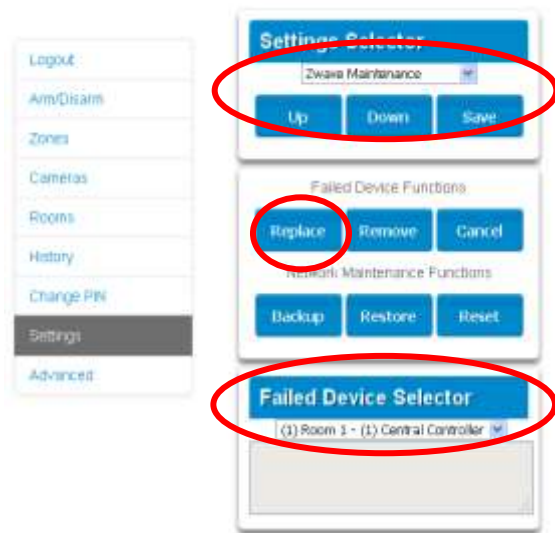 Logout
Arm/Disarm
Zones
Cameras
Rooms
History
Change PIN
Settings
Advanced
Settings Selector
Zwave Maintenance
Up Down Save
Failed Device Functions
Replace Remove Cancel
Network Maintenance Functions
Backup Restore Reset
Failed Device Selector
(1) Room 1 - (1) Central Controller